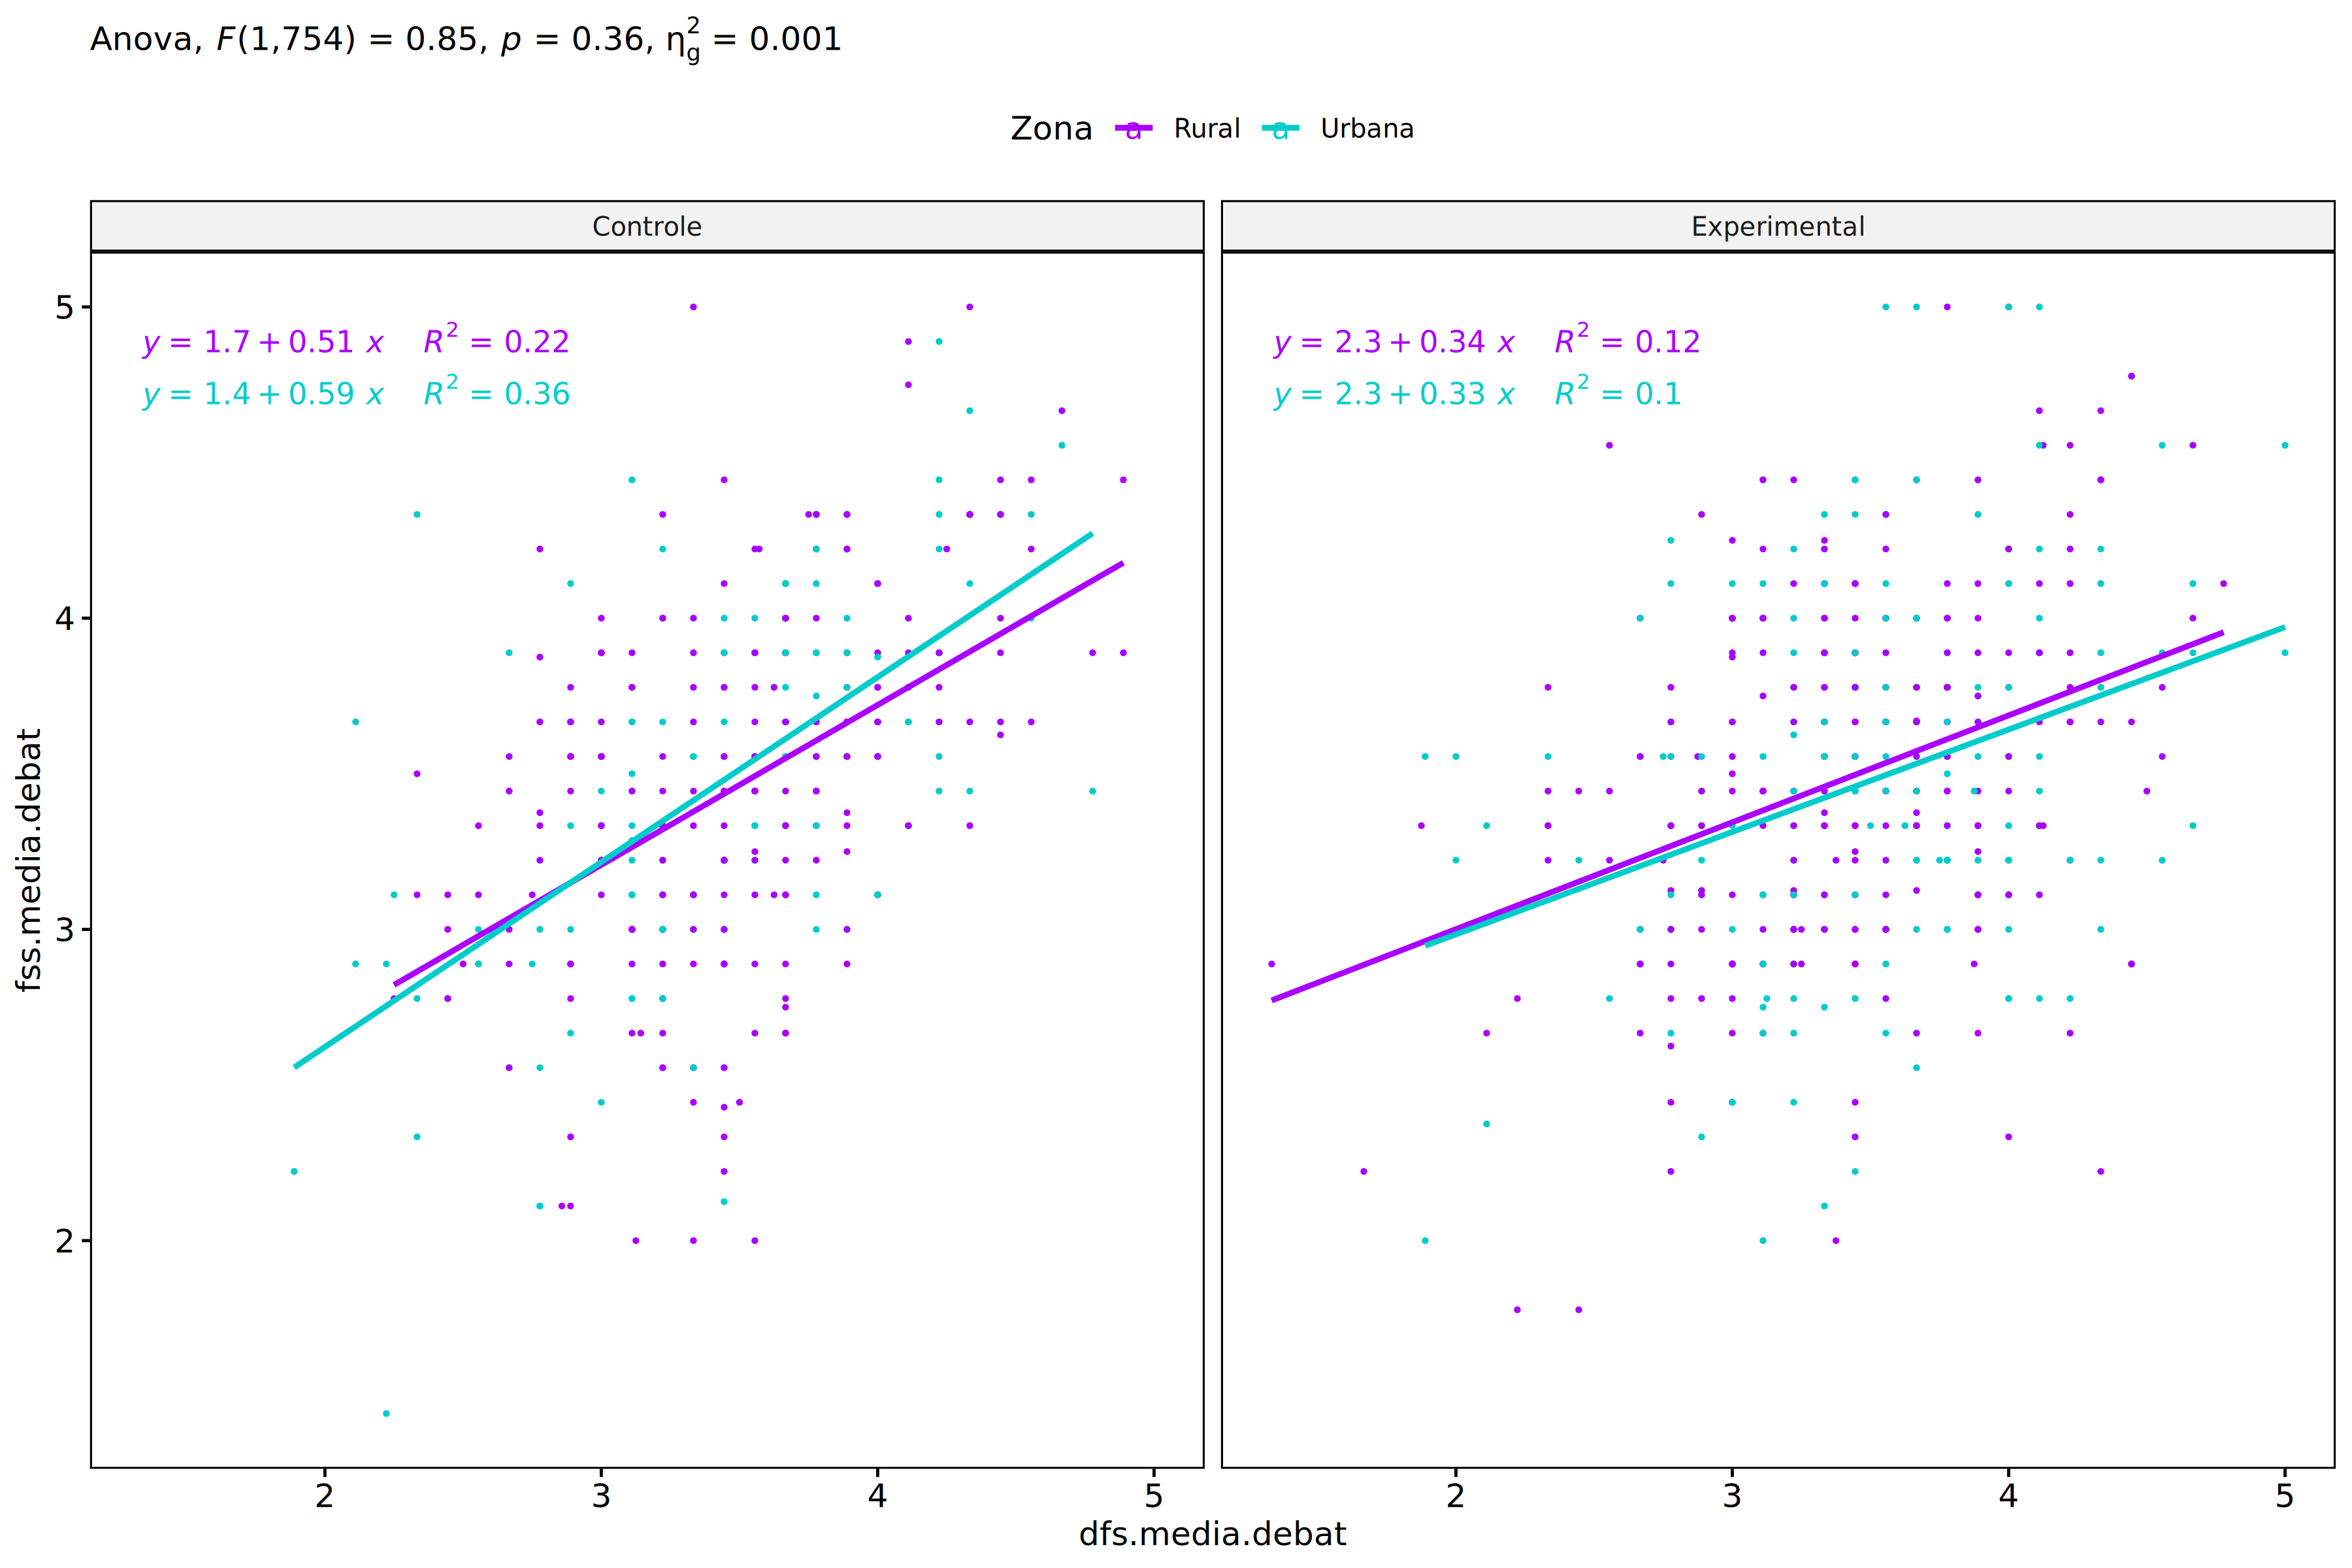 Anova, F(1,754) = 0.85, p = 0.36, η²g = 0.001
Zona a Rural a Urbana
Controle
Experimental
y = 1.7 + 0.51 x R² = 0.22
y = 1.4 + 0.59 x R² = 0.36
y = 2.3 + 0.34 x R² = 0.12
y = 2.3 + 0.33 x R² = 0.1
5
4
3
2
fss.media.debat
2 3 4 5
2 3 4 5
dfs.media.debat